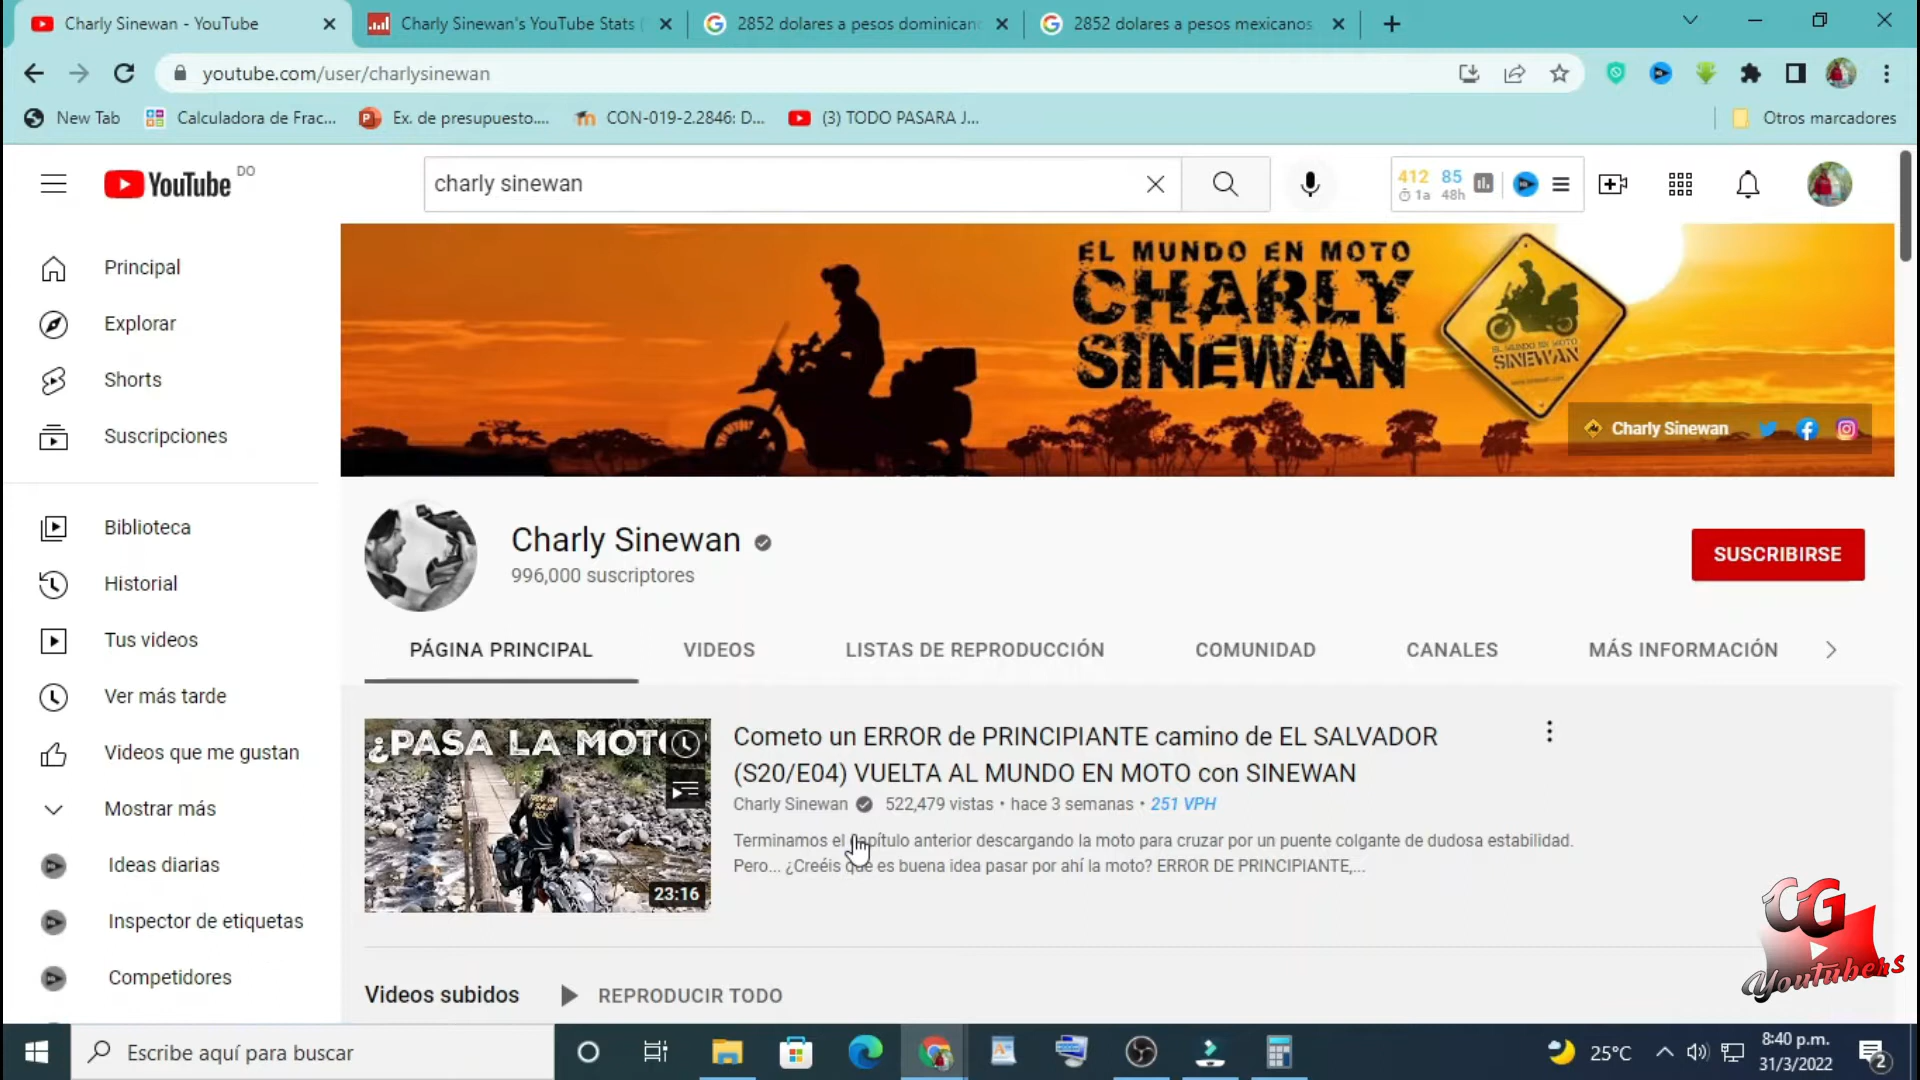 Charly Sinewan - YouTube
Charly Sinewan's YouTube Stats (
2852 dolares a pesos dominican
2852 dolares a pesos mexicanos
youtube.com/user/charlysinewan
New Tab
Calculadora de Frac...
Ex. de presupuesto....
CON-019-2.2846: D...
(3) TODO PASARA J...
Otros marcadores
YouTube DO
charly sinewan
412 85
1a 48h
Principal
Explorar
Shorts
Suscripciones
Biblioteca
Historial
Tus videos
Ver más tarde
Videos que me gustan
Mostrar más
Ideas diarias
Inspector de etiquetas
Competidores
EL MUNDO EN MOTO
CHARLY
SINEWAN
EL MUNDO EN MOTO
SINEWAN
Charly Sinewan
Charly Sinewan
996,000 suscriptores
SUSCRIBIRSE
PÁGINA PRINCIPAL
VIDEOS
LISTAS DE REPRODUCCIÓN
COMUNIDAD
CANALES
MÁS INFORMACIÓN
¿PASA LA MOTO
23:16
Cometo un ERROR de PRINCIPIANTE camino de EL SALVADOR
(S20/E04) VUELTA AL MUNDO EN MOTO con SINEWAN
Charly Sinewan 522,479 vistas • hace 3 semanas • 251 VPH
Terminamos el capítulo anterior descargando la moto para cruzar por un puente colgante de dudosa estabilidad.
Pero... ¿Creéis que es buena idea pasar por ahí la moto? ERROR DE PRINCIPIANTE,...
Videos subidos
REPRODUCIR TODO
CG
Youtubers
Escribe aquí para buscar
25°C
8:40 p.m.
31/3/2022
2